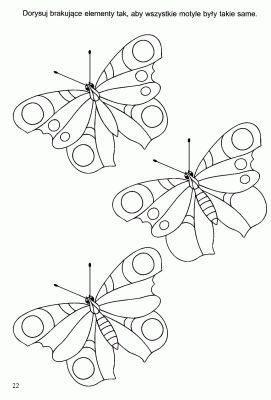 Dorysuj brakujące elementy tak, aby wszystkie motyle były takie same.
22